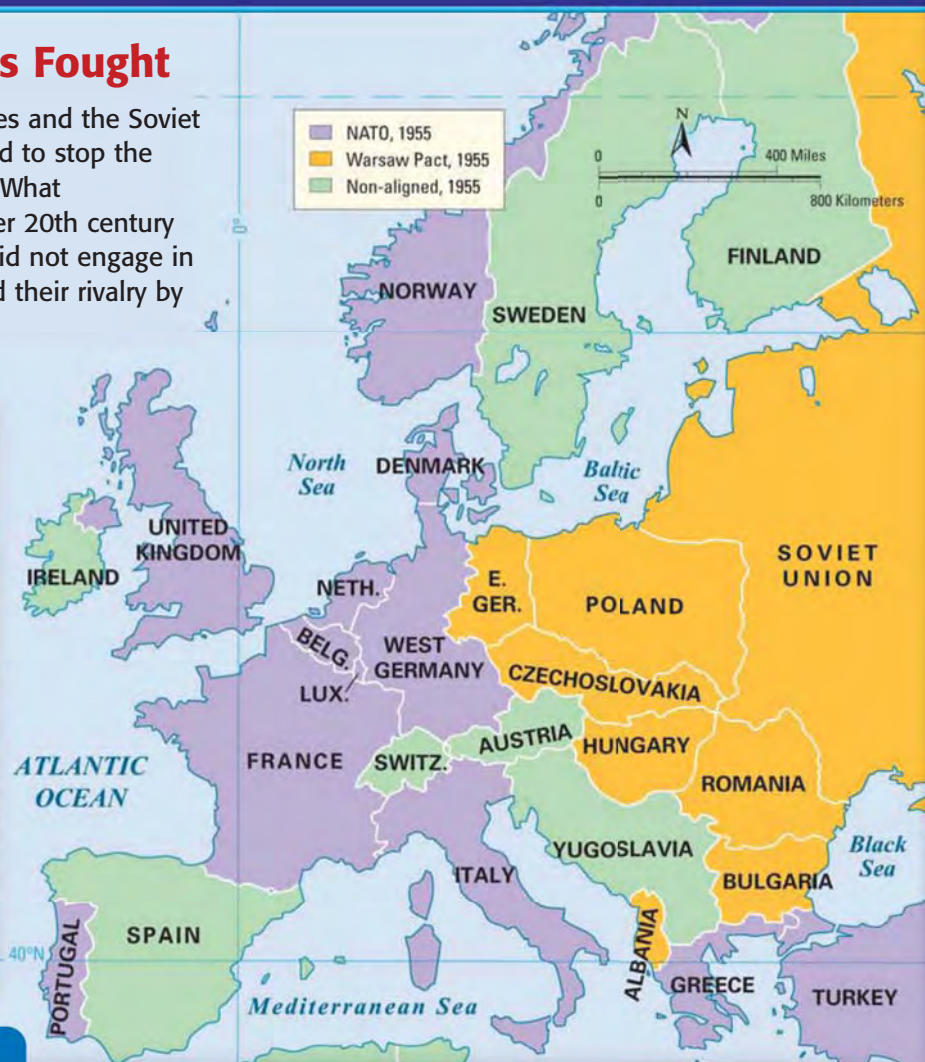 s Fought
es and the Soviet
d to stop the
What
er 20th century
id not engage in
d their rivalry by
NATO, 1955
Warsaw Pact, 1955
Non-aligned, 1955
N
0
400 Miles
0
800 Kilometers
0°
FINLAND
NORWAY
SWEDEN
North
Sea
DENMARK
Baltic
Sea
UNITED
KINGDOM
IRELAND
NETH.
E.
GER.
POLAND
SOVIET
UNION
BELG.
WEST
GERMANY
LUX.
CZECHOSLOVAKIA
ATLANTIC
OCEAN
FRANCE
SWITZ.
AUSTRIA
HUNGARY
ROMANIA
YUGOSLAVIA
Black
Sea
ITALY
BULGARIA
PORTUGAL
SPAIN
40°N
ALBANIA
GREECE
TURKEY
Mediterranean Sea